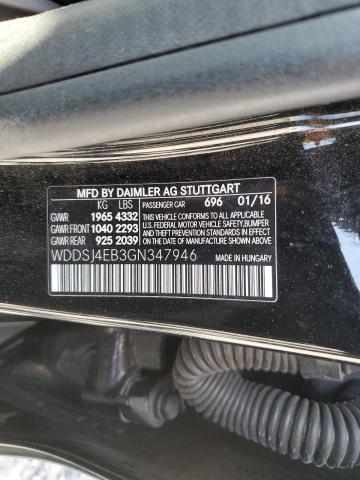 MFD BY DAIMLER AG STUTTGART
KG LBS PASSENGER CAR 696 01/16
GVWR 1965 4332 THIS VEHICLE CONFORMS TO ALL APPLICABLE
GAWR FRONT 1040 2293 U.S. FEDERAL MOTOR VEHICLE SAFETY, BUMPER
GAWR REAR 925 2039 AND THEFT PREVENTION STANDARDS IN EFFECT
ON THE DATE OF MANUFACTURE SHOWN ABOVE.
WDDSJ4EB3GN347946 MADE IN HUNGARY